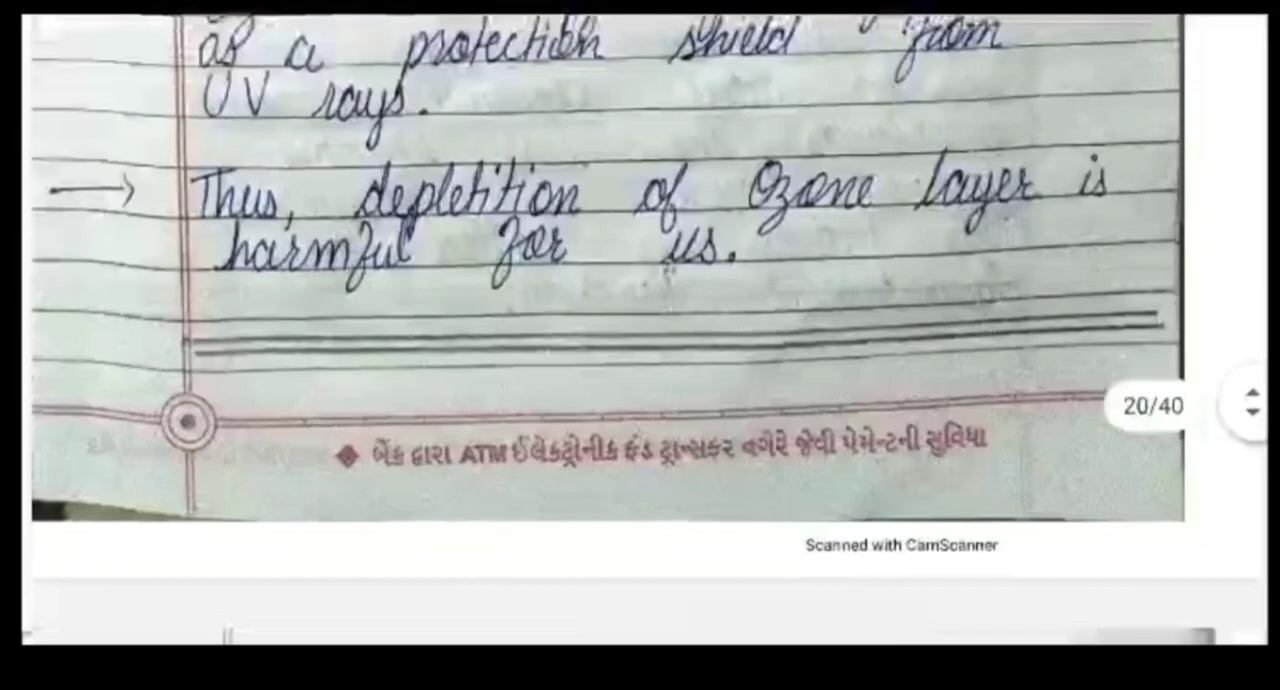 as a protection shield from
UV rays.
→ Thus, depletition of Ozone layer is
harmful for us.
20/40
◆ બેંક દ્વારા ATM ઈલેકટ્રોનીક ફંડ ટ્રાન્સફર વગેરે જેવી પેમેન્ટની સુવિધા
Scanned with CamScanner